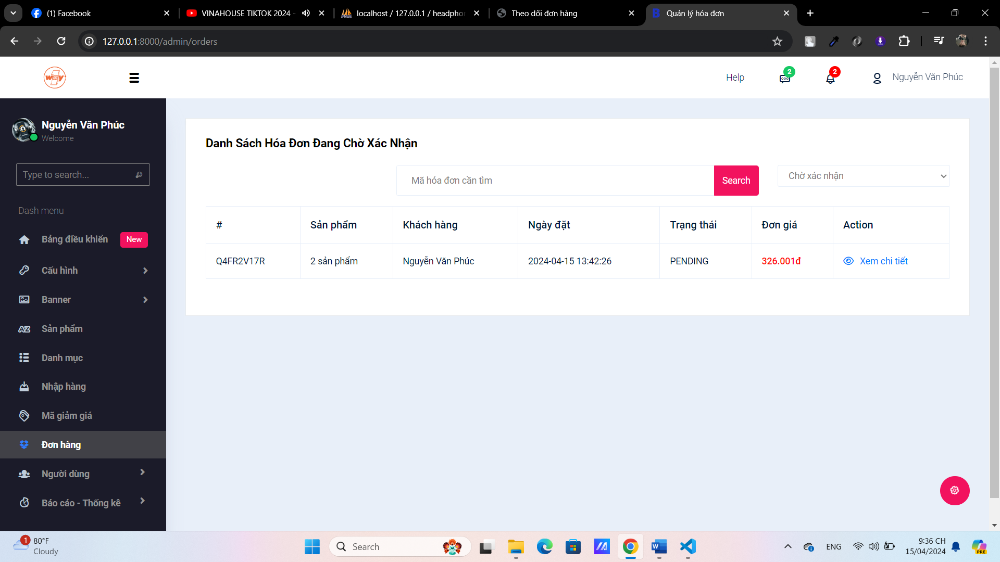 (1) Facebook
VINAHOUSE TIKTOK 2024 -
localhost / 127.0.0.1 / headpho
Theo dõi đơn hàng
Quản lý hóa đơn
127.0.0.1:8000/admin/orders
way
Help
2
2
Nguyễn Văn Phúc
Nguyễn Văn Phúc
Welcome
Type to search...
Dash menu
Bảng điều khiển
New
Cấu hình
Banner
Sản phẩm
Danh mục
Nhập hàng
Mã giảm giá
Đơn hàng
Người dùng
Báo cáo - Thống kê
Danh Sách Hóa Đơn Đang Chờ Xác Nhận
Mã hóa đơn cần tìm
Search
Chờ xác nhận
# Sản phẩm Khách hàng Ngày đặt Trạng thái Đơn giá Action
Q4FR2V17R 2 sản phẩm Nguyễn Văn Phúc 2024-04-15 13:42:26 PENDING 326.001đ Xem chi tiết
1
80°F
Cloudy
Search
ENG
9:36 CH
15/04/2024
PRE